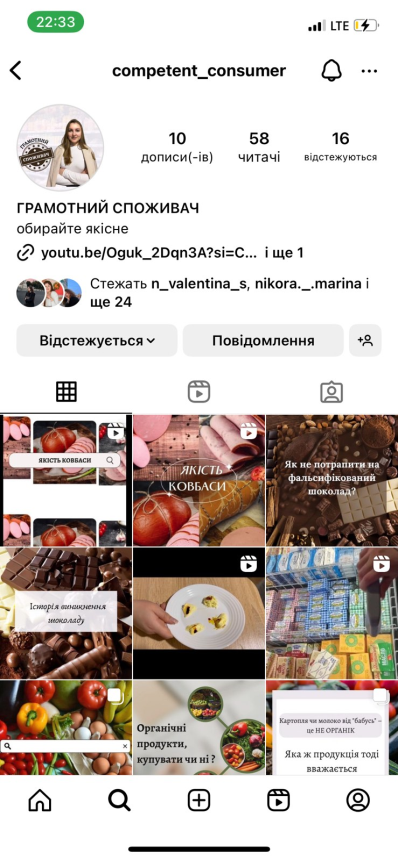 22:33
LTE
competent_consumer
10
дописи(-ів)
58
читачі
16
відстежуються
ГРАМОТНИЙ
СПОЖИВАЧ
ГРАМОТНИЙ СПОЖИВАЧ
обирайте якісне
youtu.be/Oguk_2Dqn3A?si=C... і ще 1
Стежать n_valentina_s, nikora._.marina і
ще 24
Відстежується
Повідомлення
ЯКІСТЬ КОВБАСИ
ЯКІСТЬ
КОВБАСИ
Як не потрапити на
фальсифікований
шоколад?
Історія виникнення
шоколаду
Органічні
продукти,
купувати чи ні ?
Картопля чи молоко від "бабусь" –
це НЕ ОРГАНІК
Яка ж продукція тоді
вважається